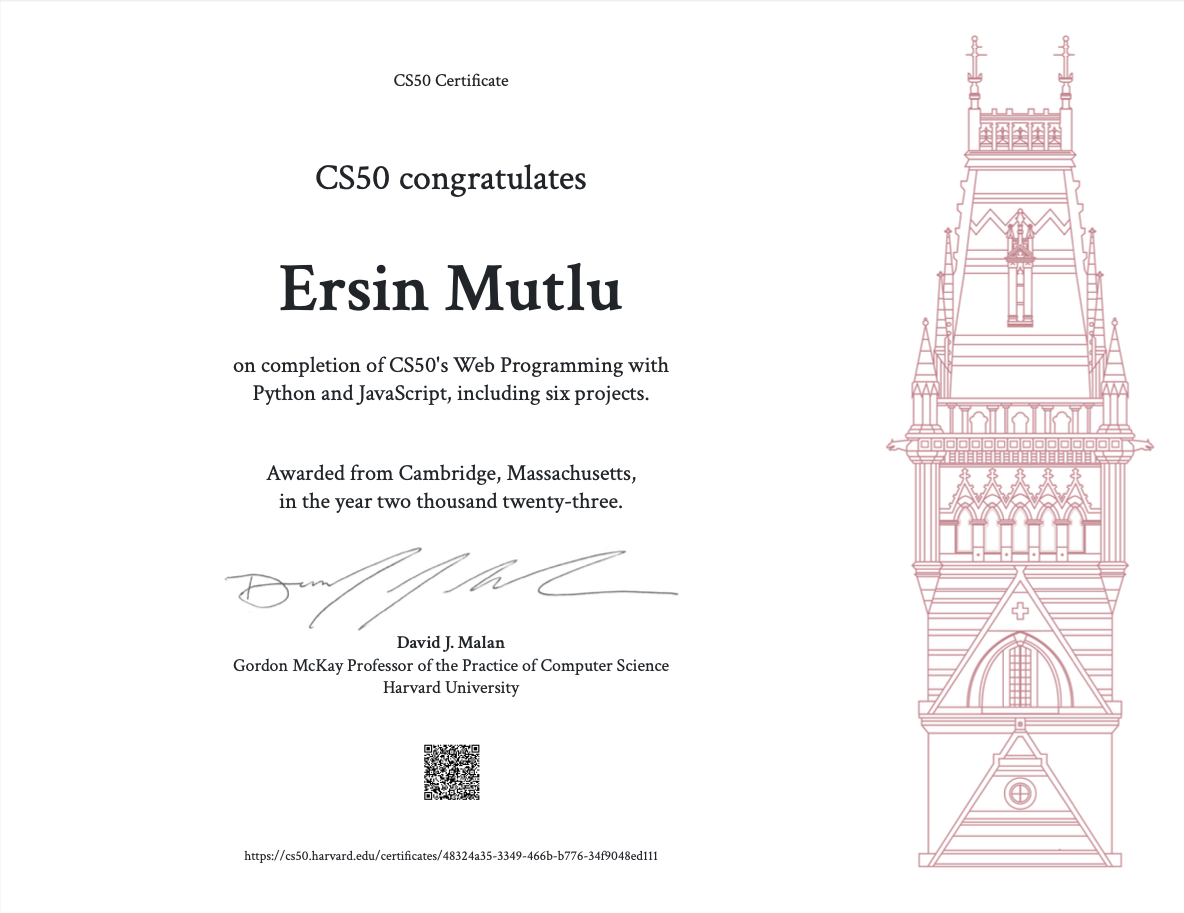 CS50 Certificate
CS50 congratulates
Ersin Mutlu
on completion of CS50's Web Programming with
Python and JavaScript, including six projects.
Awarded from Cambridge, Massachusetts,
in the year two thousand twenty-three.
David J. Malan
Gordon McKay Professor of the Practice of Computer Science
Harvard University
https://cs50.harvard.edu/certificates/48324a35-3349-466b-b776-34f9048ed111